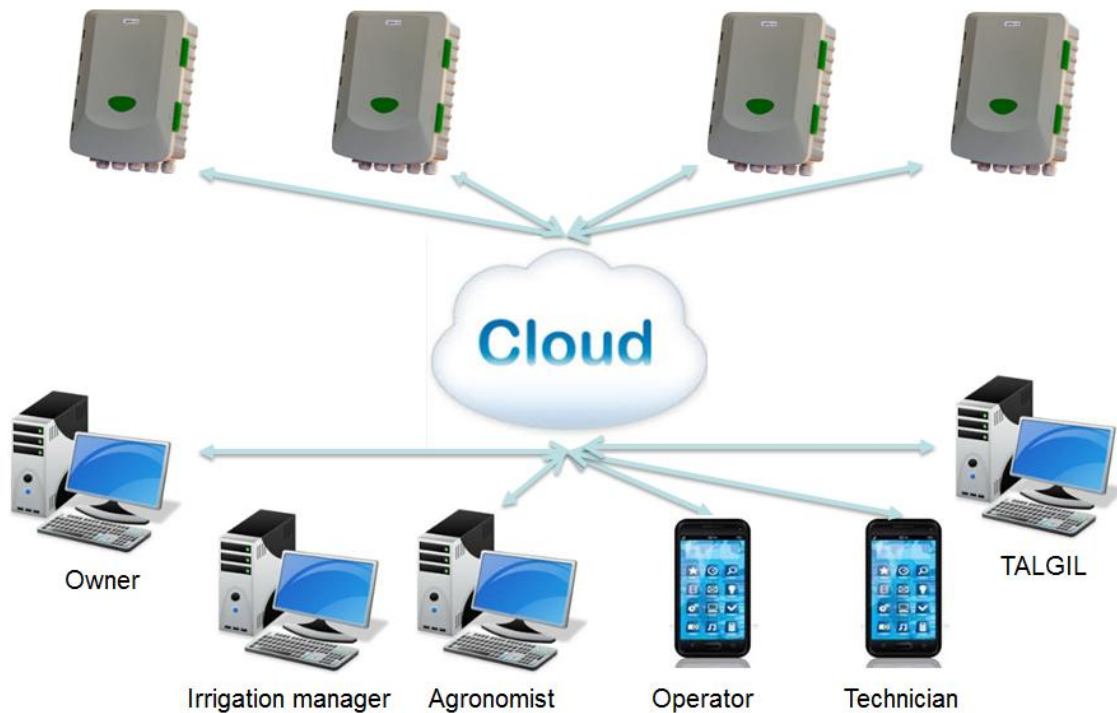 Cloud
Owner
TALGIL
Irrigation manager
Agronomist
Operator
Technician